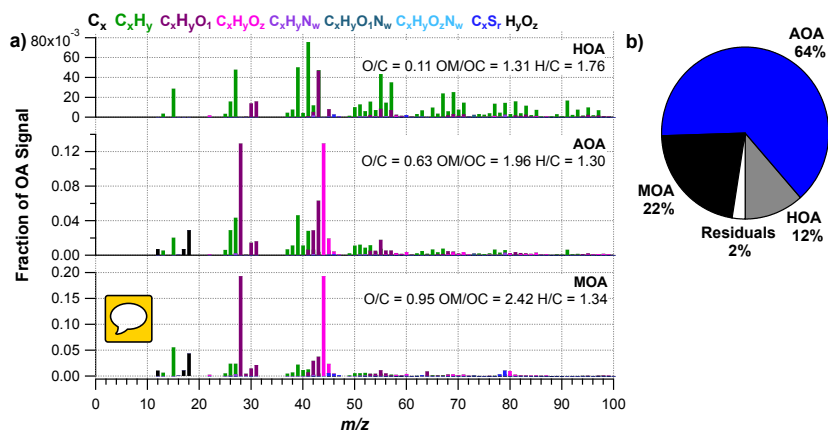 Cx CxHy CxHyO1 CxHyOz CxHyNw CxHyO1Nw CxHyOzNw CxSr HyOz
a)
80x10⁻³
60
40
20
0
HOA
O/C = 0.11 OM/OC = 1.31 H/C = 1.76
0.12
0.08
0.04
0.00
AOA
O/C = 0.63 OM/OC = 1.96 H/C = 1.30
0.20
0.15
0.10
0.05
0.00
MOA
O/C = 0.95 OM/OC = 2.42 H/C = 1.34
Fraction of OA Signal
0 10 20 30 40 50 60 70 80 90 100
m/z
b)
AOA
64%
MOA
22%
Residuals
2%
HOA
12%